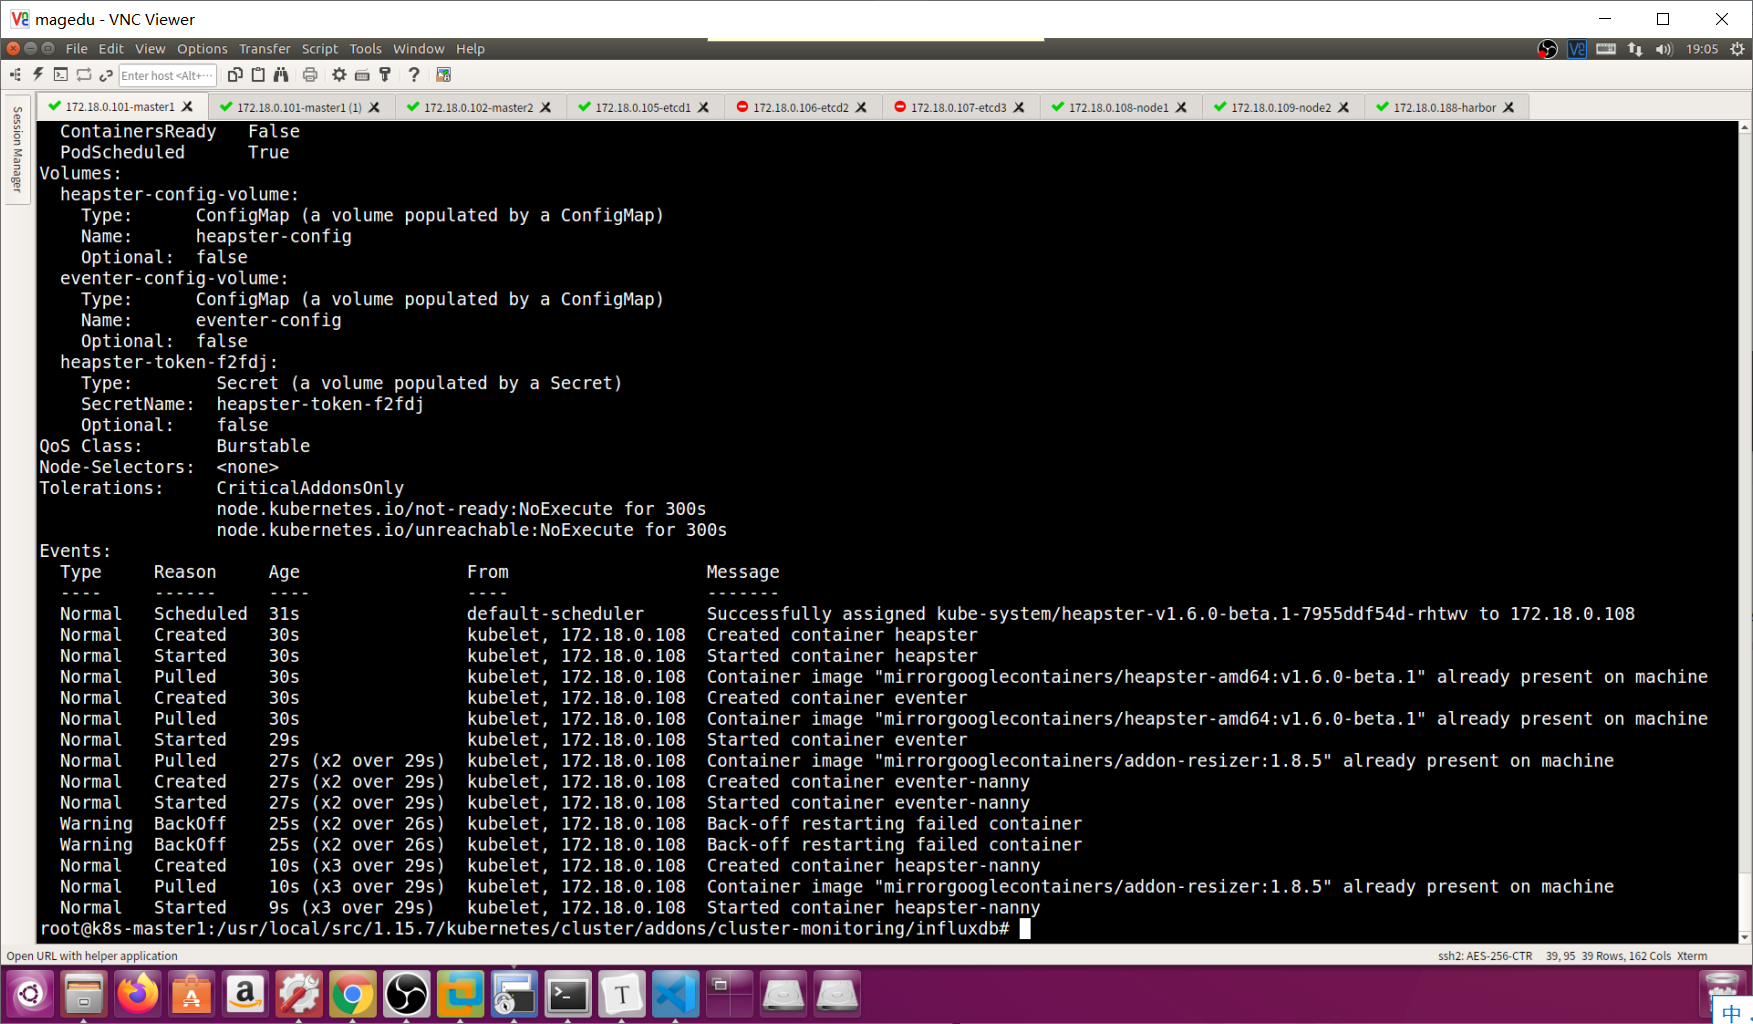 magedu - VNC Viewer
File Edit View Options Transfer Script Tools Window Help
19:05
Enter host <Alt+···
172.18.0.101-master1 172.18.0.101-master1 (1) 172.18.0.102-master2 172.18.0.105-etcd1 172.18.0.106-etcd2 172.18.0.107-etcd3 172.18.0.108-node1 172.18.0.109-node2 172.18.0.188-harbor
Session Manager
ContainersReady False
PodScheduled True
Volumes:
heapster-config-volume:
Type: ConfigMap (a volume populated by a ConfigMap)
Name: heapster-config
Optional: false
eventer-config-volume:
Type: ConfigMap (a volume populated by a ConfigMap)
Name: eventer-config
Optional: false
heapster-token-f2fdj:
Type: Secret (a volume populated by a Secret)
SecretName: heapster-token-f2fdj
Optional: false
QoS Class: Burstable
Node-Selectors: <none>
Tolerations: CriticalAddonsOnly
node.kubernetes.io/not-ready:NoExecute for 300s
node.kubernetes.io/unreachable:NoExecute for 300s
Events:
Type Reason Age From Message
---- ------ ---- ---- -------
Normal Scheduled 31s default-scheduler Successfully assigned kube-system/heapster-v1.6.0-beta.1-7955ddf54d-rhtwv to 172.18.0.108
Normal Created 30s kubelet, 172.18.0.108 Created container heapster
Normal Started 30s kubelet, 172.18.0.108 Started container heapster
Normal Pulled 30s kubelet, 172.18.0.108 Container image "mirrorgooglecontainers/heapster-amd64:v1.6.0-beta.1" already present on machine
Normal Created 30s kubelet, 172.18.0.108 Created container eventer
Normal Pulled 30s kubelet, 172.18.0.108 Container image "mirrorgooglecontainers/heapster-amd64:v1.6.0-beta.1" already present on machine
Normal Started 29s kubelet, 172.18.0.108 Started container eventer
Normal Pulled 27s (x2 over 29s) kubelet, 172.18.0.108 Container image "mirrorgooglecontainers/addon-resizer:1.8.5" already present on machine
Normal Created 27s (x2 over 29s) kubelet, 172.18.0.108 Created container eventer-nanny
Normal Started 27s (x2 over 29s) kubelet, 172.18.0.108 Started container eventer-nanny
Warning BackOff 25s (x2 over 26s) kubelet, 172.18.0.108 Back-off restarting failed container
Warning BackOff 25s (x2 over 26s) kubelet, 172.18.0.108 Back-off restarting failed container
Normal Created 10s (x3 over 29s) kubelet, 172.18.0.108 Created container heapster-nanny
Normal Pulled 10s (x3 over 29s) kubelet, 172.18.0.108 Container image "mirrorgooglecontainers/addon-resizer:1.8.5" already present on machine
Normal Started 9s (x3 over 29s) kubelet, 172.18.0.108 Started container heapster-nanny
root@k8s-master1:/usr/local/src/1.15.7/kubernetes/cluster/addons/cluster-monitoring/influxdb#
Open URL with helper application ssh2: AES-256-CTR 39, 95 39 Rows, 162 Cols Xterm
中